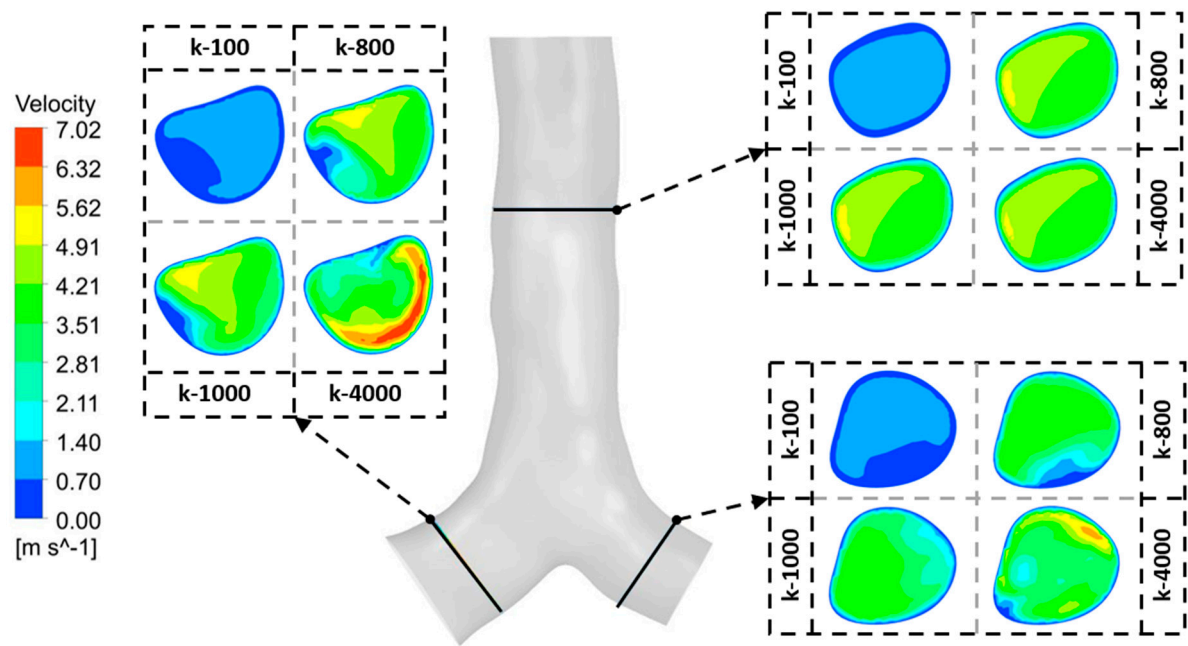 Velocity
7.02
6.32
5.62
4.91
4.21
3.51
2.81
2.11
1.40
0.70
0.00
[m s^-1]
k-100 k-800
k-1000 k-4000
k-100
k-800
k-1000
k-4000
k-100
k-800
k-1000
k-4000